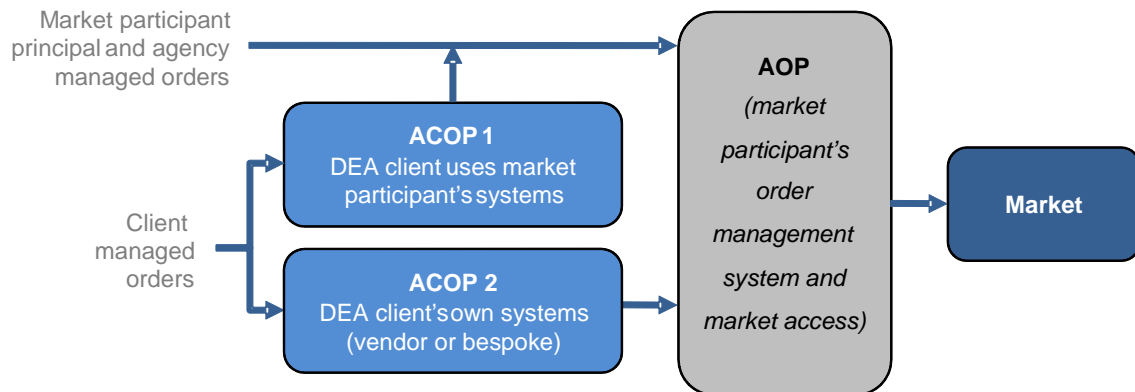 Market participant
principal and agency
managed orders
ACOP 1
DEA client uses market
participant's systems
Client
managed
orders
ACOP 2
DEA client'sown systems
(vendor or bespoke)
AOP
(market
participant's
order
management
system and
market access)
Market